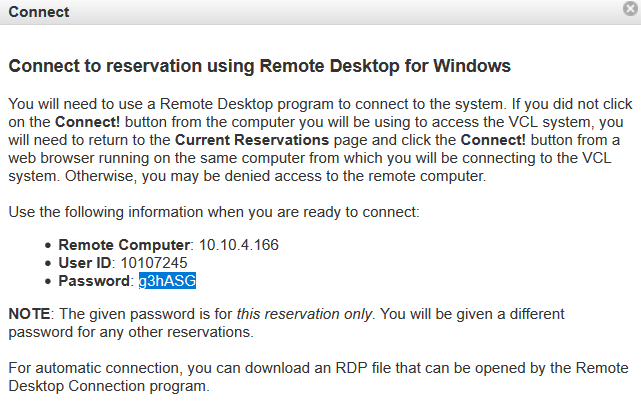 Connect
Connect to reservation using Remote Desktop for Windows
You will need to use a Remote Desktop program to connect to the system. If you did not click
on the Connect! button from the computer you will be using to access the VCL system, you
will need to return to the Current Reservations page and click the Connect! button from a
web browser running on the same computer from which you will be connecting to the VCL
system. Otherwise, you may be denied access to the remote computer.
Use the following information when you are ready to connect:
• Remote Computer: 10.10.4.166
• User ID: 10107245
• Password: g3hASG
NOTE: The given password is for this reservation only. You will be given a different
password for any other reservations.
For automatic connection, you can download an RDP file that can be opened by the Remote
Desktop Connection program.